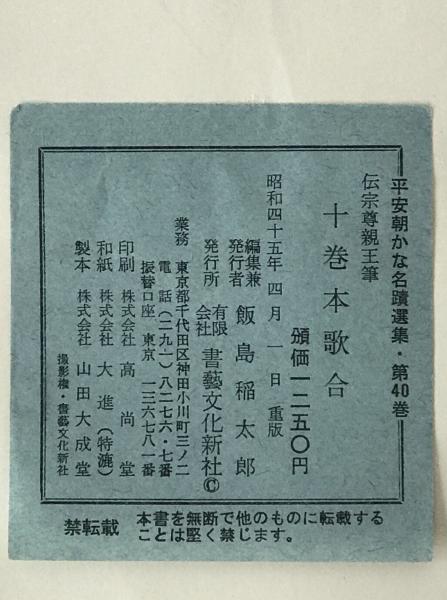 平安朝かな名蹟選集・第40巻
伝宗尊親王筆
十巻本歌合
頒価一二五〇円
昭和四十五年四月一日 重版
編集兼発行者 飯島稲太郎
発行所 有限会社 書藝文化新社©
業務 東京都千代田区神田小川町三ノ二
電話(二九一)八二七六・七番
振替口座 東京 一三六七八一番
印刷 株式会社 高尚堂
和紙 株式会社 大進(特漉)
製本 株式会社 山田大成堂
撮影権・書藝文化新社
禁転載 本書を無断で他のものに転載する
ことは堅く禁じます。